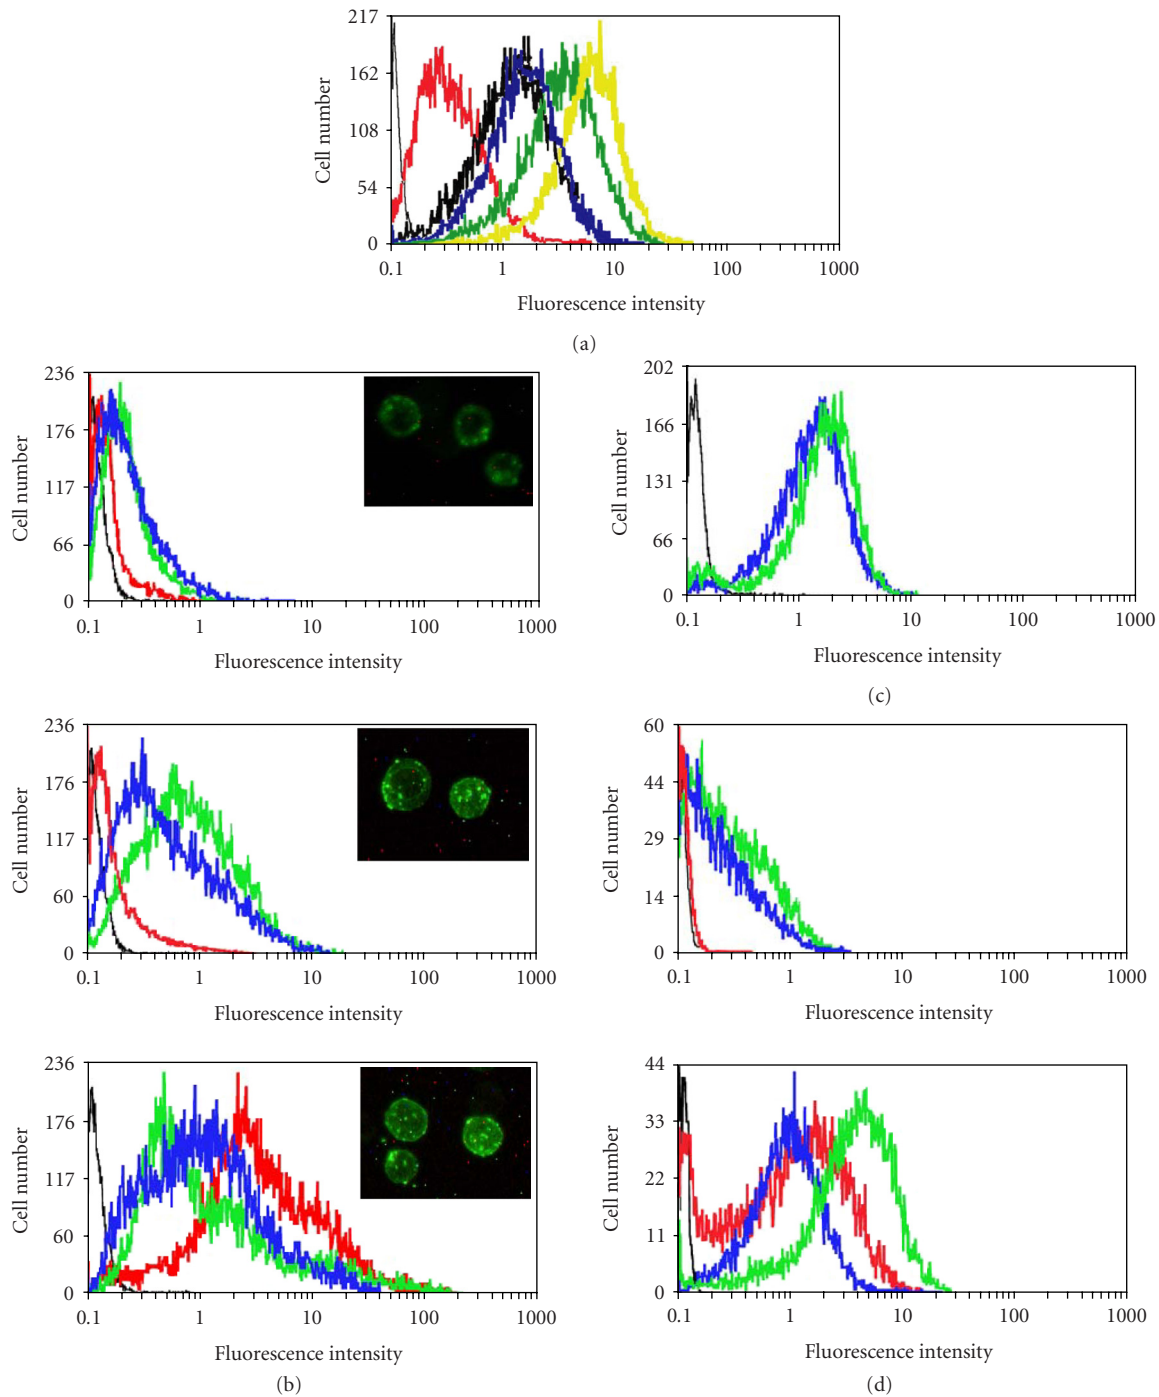 217
162
108
54
0
Cell number
0.1 1 10 100 1000
Fluorescence intensity
(a)
236
176
117
66
0
Cell number
0.1 1 10 100 1000
Fluorescence intensity
202
166
131
66
0
Cell number
0.1 1 10 100 1000
Fluorescence intensity
(c)
236
176
117
60
0
Cell number
0.1 1 10 100 1000
Fluorescence intensity
60
44
29
14
0
Cell number
0.1 1 10 100 1000
Fluorescence intensity
236
176
117
60
0
Cell number
0.1 1 10 100 1000
Fluorescence intensity
(b)
44
33
22
11
0
Cell number
0.1 1 10 100 1000
Fluorescence intensity
(d)